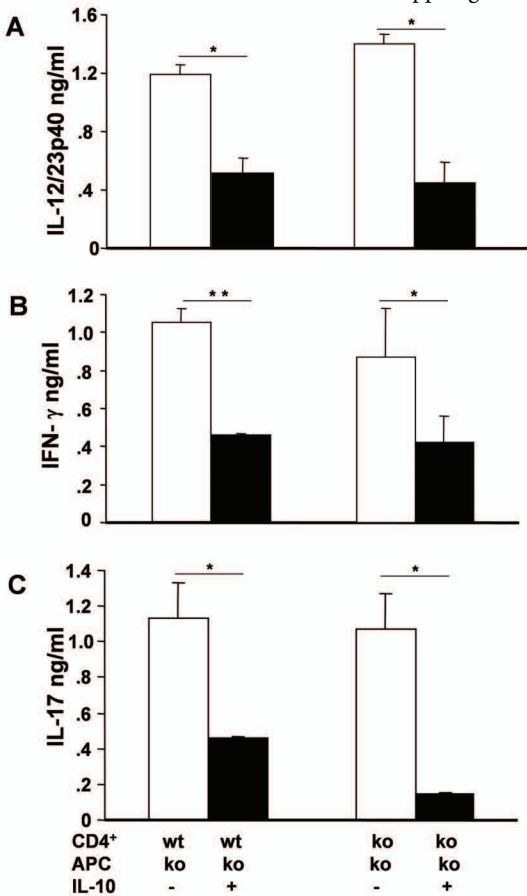 pping
A
1.6
*
*
1.2
.8
.4
0
IL-12/23p40 ng/ml
B
1.2
**
*
1.0
.8
.6
.4
.2
0
IFN-γ ng/ml
C
1.4
*
*
1.2
1.0
.8
.6
.4
.2
0
IL-17 ng/ml
CD4+ wt wt ko ko
APC ko ko ko ko
IL-10 - + - +